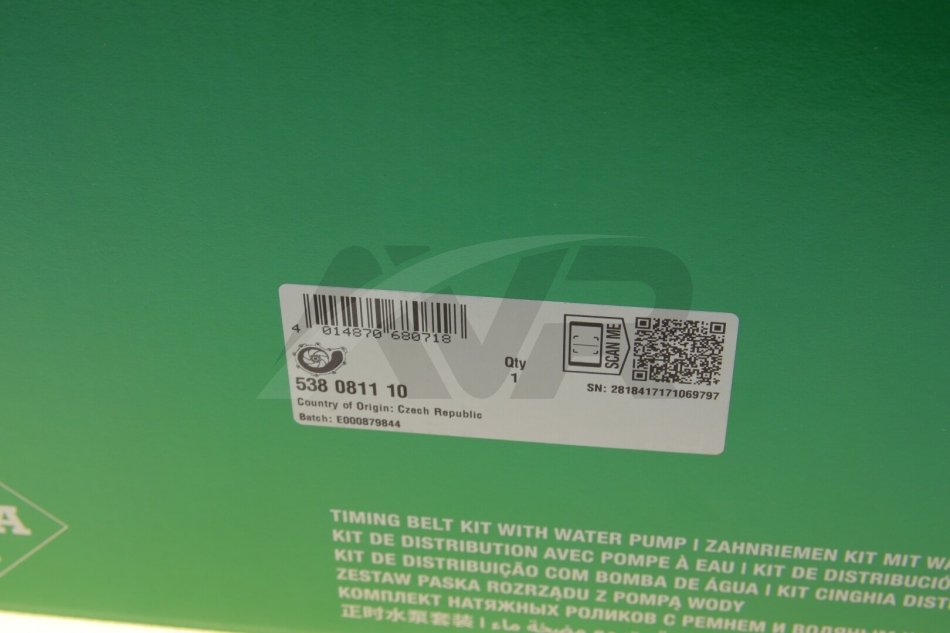 AVP
4 014870 680718
SCAN ME
538 0811 10
Qty
1
SN: 2818417171069797
Country of Origin: Czech Republic
Batch: E000879844
A
TIMING BELT KIT WITH WATER PUMP | ZAHNRIEMEN KIT MIT WA
KIT DE DISTRIBUTION AVEC POMPE À EAU | KIT DE DISTRIBUCIÓ
KIT DE DISTRIBUIÇÃO COM BOMBA DE ÁGUA | KIT CINGHIA DIST
ZESTAW PASKA ROZRZĄDU Z POMPĄ WODY
КОМПЛЕКТ НАТЯЖНЫХ РОЛИКОВ С РЕМНЕМ И ВОДЯНЫМ
正时水泵套装 |